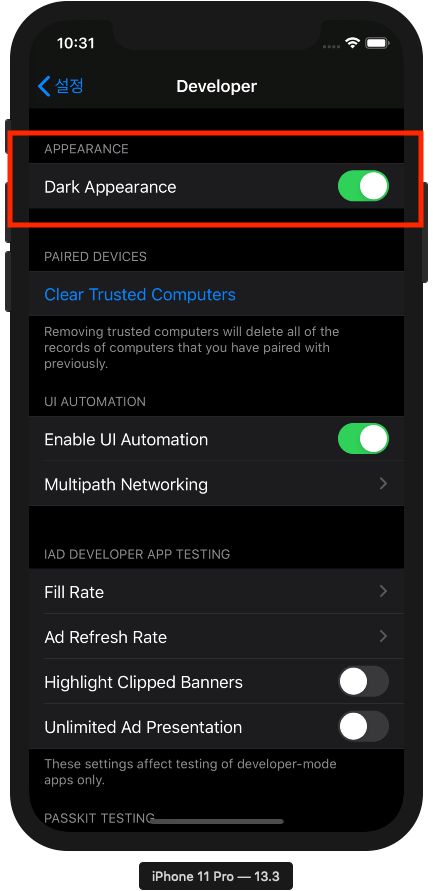 10:31
설정
Developer
APPEARANCE
Dark Appearance
PAIRED DEVICES
Clear Trusted Computers
Removing trusted computers will delete all of the
records of computers that you have paired with
previously.
UI AUTOMATION
Enable UI Automation
Multipath Networking
IAD DEVELOPER APP TESTING
Fill Rate
Ad Refresh Rate
Highlight Clipped Banners
Unlimited Ad Presentation
These settings affect testing of developer-mode
apps only.
PASSKIT TESTING
iPhone 11 Pro — 13.3